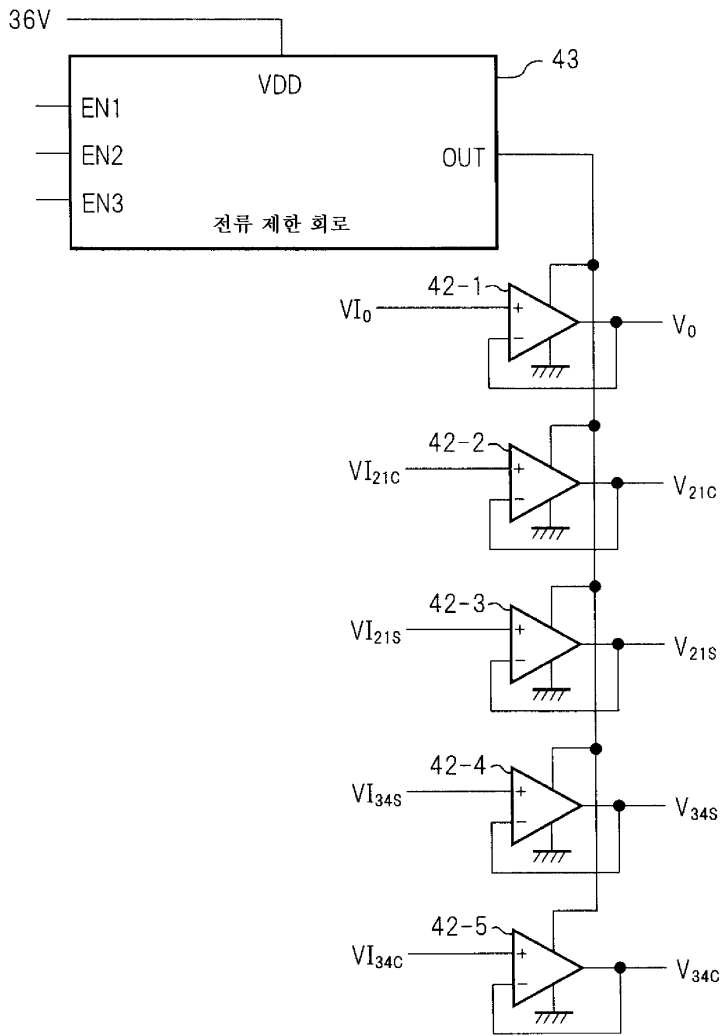 36V
43
VDD
EN1
EN2
OUT
EN3
전류 제한 회로
42-1
VI₀
+
−
V₀
42-2
VI₂₁C
+
−
V₂₁C
42-3
VI₂₁S
+
−
V₂₁S
42-4
VI₃₄S
+
−
V₃₄S
42-5
VI₃₄C
+
−
V₃₄C